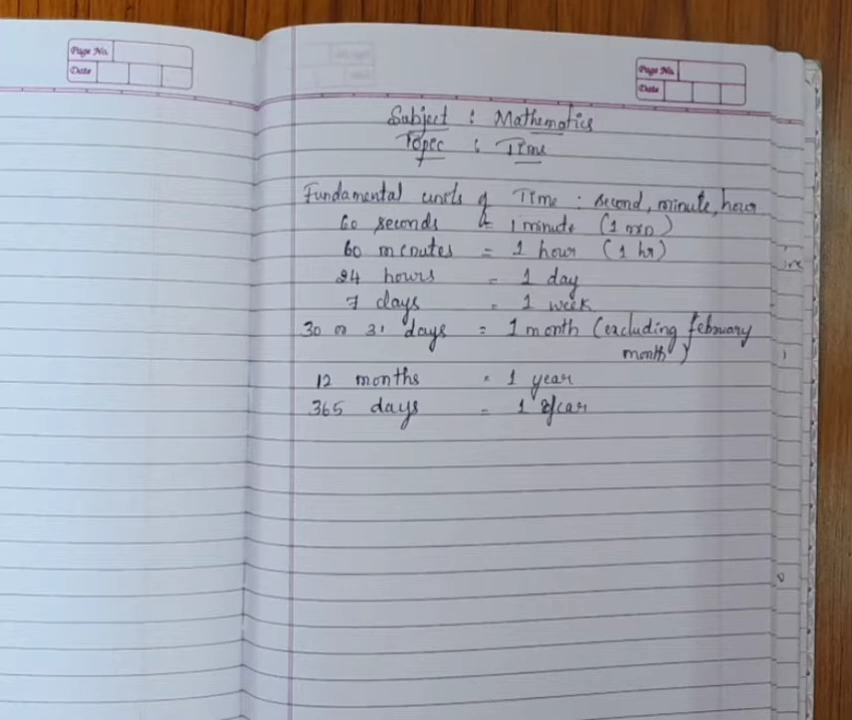 Page No.
Date
Page No.
Date
Subject : Mathematics
Topic : Time
Fundamental units of Time : second, minute, hour
60 seconds = 1 minute (1 min)
60 minutes = 1 hour (1 hr)
24 hours = 1 day
7 days = 1 week
30 or 31 days = 1 month (excluding february
month)
12 months = 1 year
365 days = 1 year